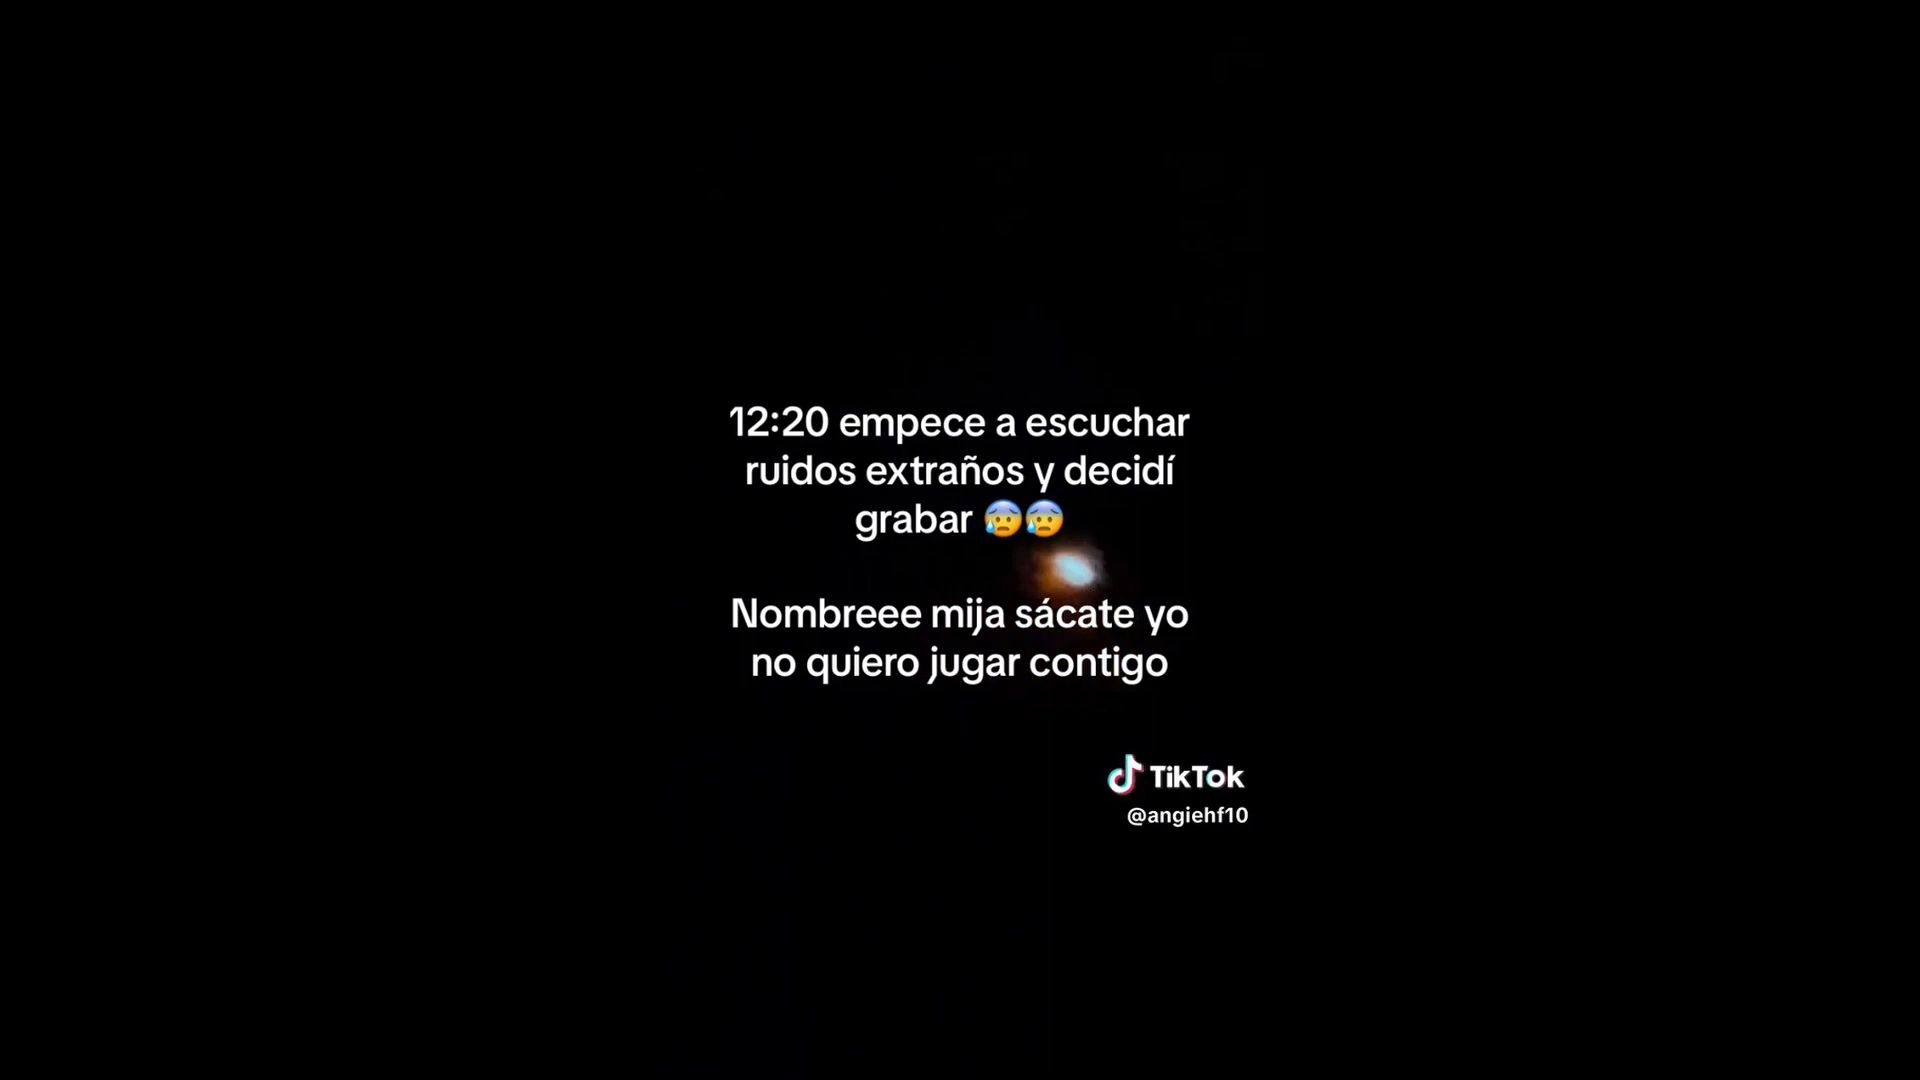 12:20 empece a escuchar
ruidos extraños y decidí
grabar 😰😰
Nombreee mija sácate yo
no quiero jugar contigo
TikTok
@angiehf10